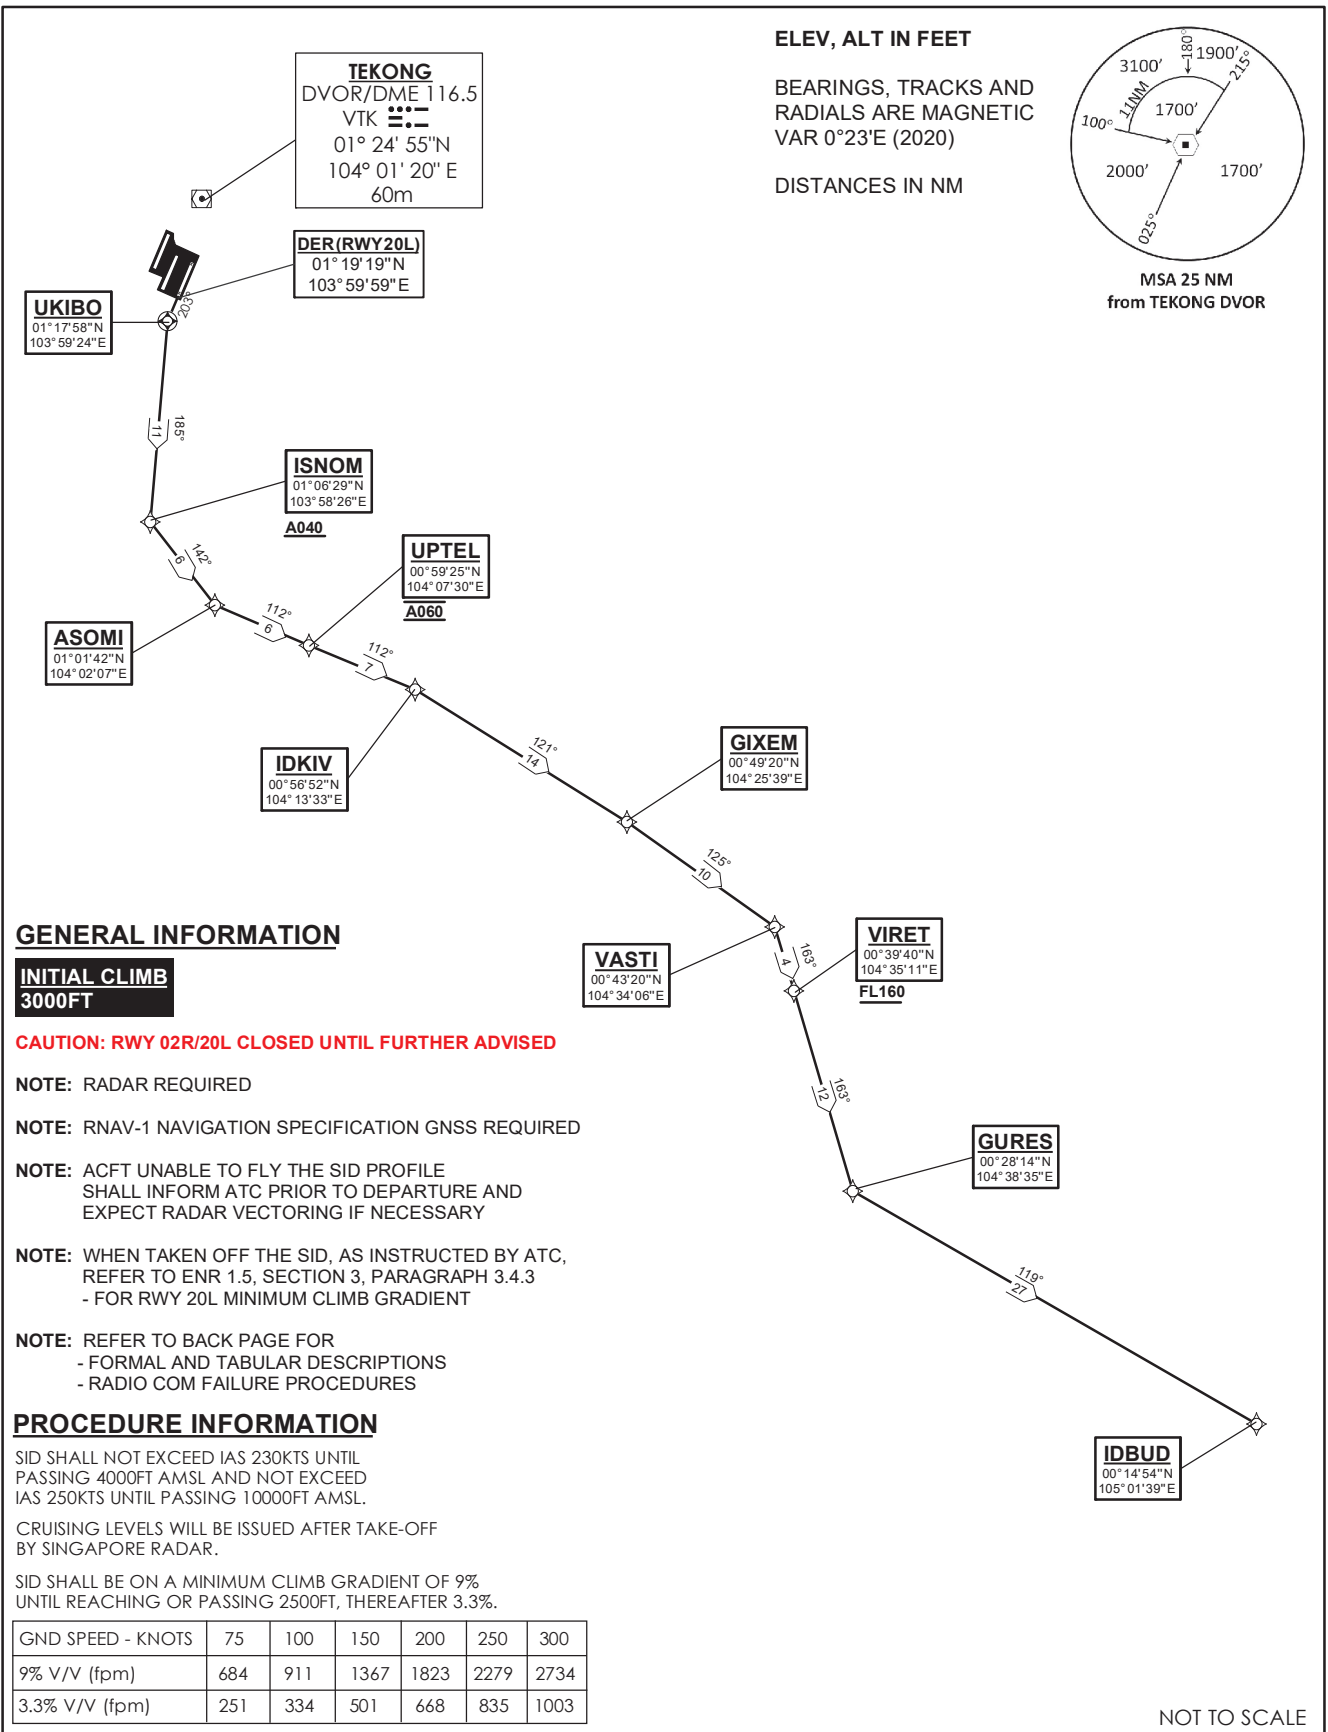 TEKONG
DVOR/DME 116.5
VTK
01° 24' 55"N
104° 01' 20" E
60m
ELEV, ALT IN FEET
BEARINGS, TRACKS AND
RADIALS ARE MAGNETIC
VAR 0°23'E (2020)
DISTANCES IN NM
3100'
180°
1900'
215°
11NM
1700'
100°
2000'
1700'
025°
MSA 25 NM
from TEKONG DVOR
DER(RWY20L)
01°19'19"N
103°59'59"E
203°
UKIBO
01°17'58"N
103°59'24"E
11
185°
ISNOM
01°06'29"N
103°58'26"E
A040
6
142°
UPTEL
00°59'25"N
104°07'30"E
A060
ASOMI
01°01'42"N
104°02'07"E
112°
6
112°
7
IDKIV
00°56'52"N
104°13'33"E
121°
14
GIXEM
00°49'20"N
104°25'39"E
125°
10
VASTI
00°43'20"N
104°34'06"E
4
163°
VIRET
00°39'40"N
104°35'11"E
FL160
12
163°
GURES
00°28'14"N
104°38'35"E
119°
27
IDBUD
00°14'54"N
105°01'39"E
GENERAL INFORMATION
INITIAL CLIMB
3000FT
CAUTION: RWY 02R/20L CLOSED UNTIL FURTHER ADVISED
NOTE: RADAR REQUIRED
NOTE: RNAV-1 NAVIGATION SPECIFICATION GNSS REQUIRED
NOTE: ACFT UNABLE TO FLY THE SID PROFILE
SHALL INFORM ATC PRIOR TO DEPARTURE AND
EXPECT RADAR VECTORING IF NECESSARY
NOTE: WHEN TAKEN OFF THE SID, AS INSTRUCTED BY ATC,
REFER TO ENR 1.5, SECTION 3, PARAGRAPH 3.4.3
- FOR RWY 20L MINIMUM CLIMB GRADIENT
NOTE: REFER TO BACK PAGE FOR
- FORMAL AND TABULAR DESCRIPTIONS
- RADIO COM FAILURE PROCEDURES
PROCEDURE INFORMATION
SID SHALL NOT EXCEED IAS 230KTS UNTIL
PASSING 4000FT AMSL AND NOT EXCEED
IAS 250KTS UNTIL PASSING 10000FT AMSL.
CRUISING LEVELS WILL BE ISSUED AFTER TAKE-OFF
BY SINGAPORE RADAR.
SID SHALL BE ON A MINIMUM CLIMB GRADIENT OF 9%
UNTIL REACHING OR PASSING 2500FT, THEREAFTER 3.3%.
GND SPEED - KNOTS 75 100 150 200 250 300
9% V/V (fpm) 684 911 1367 1823 2279 2734
3.3% V/V (fpm) 251 334 501 668 835 1003
NOT TO SCALE